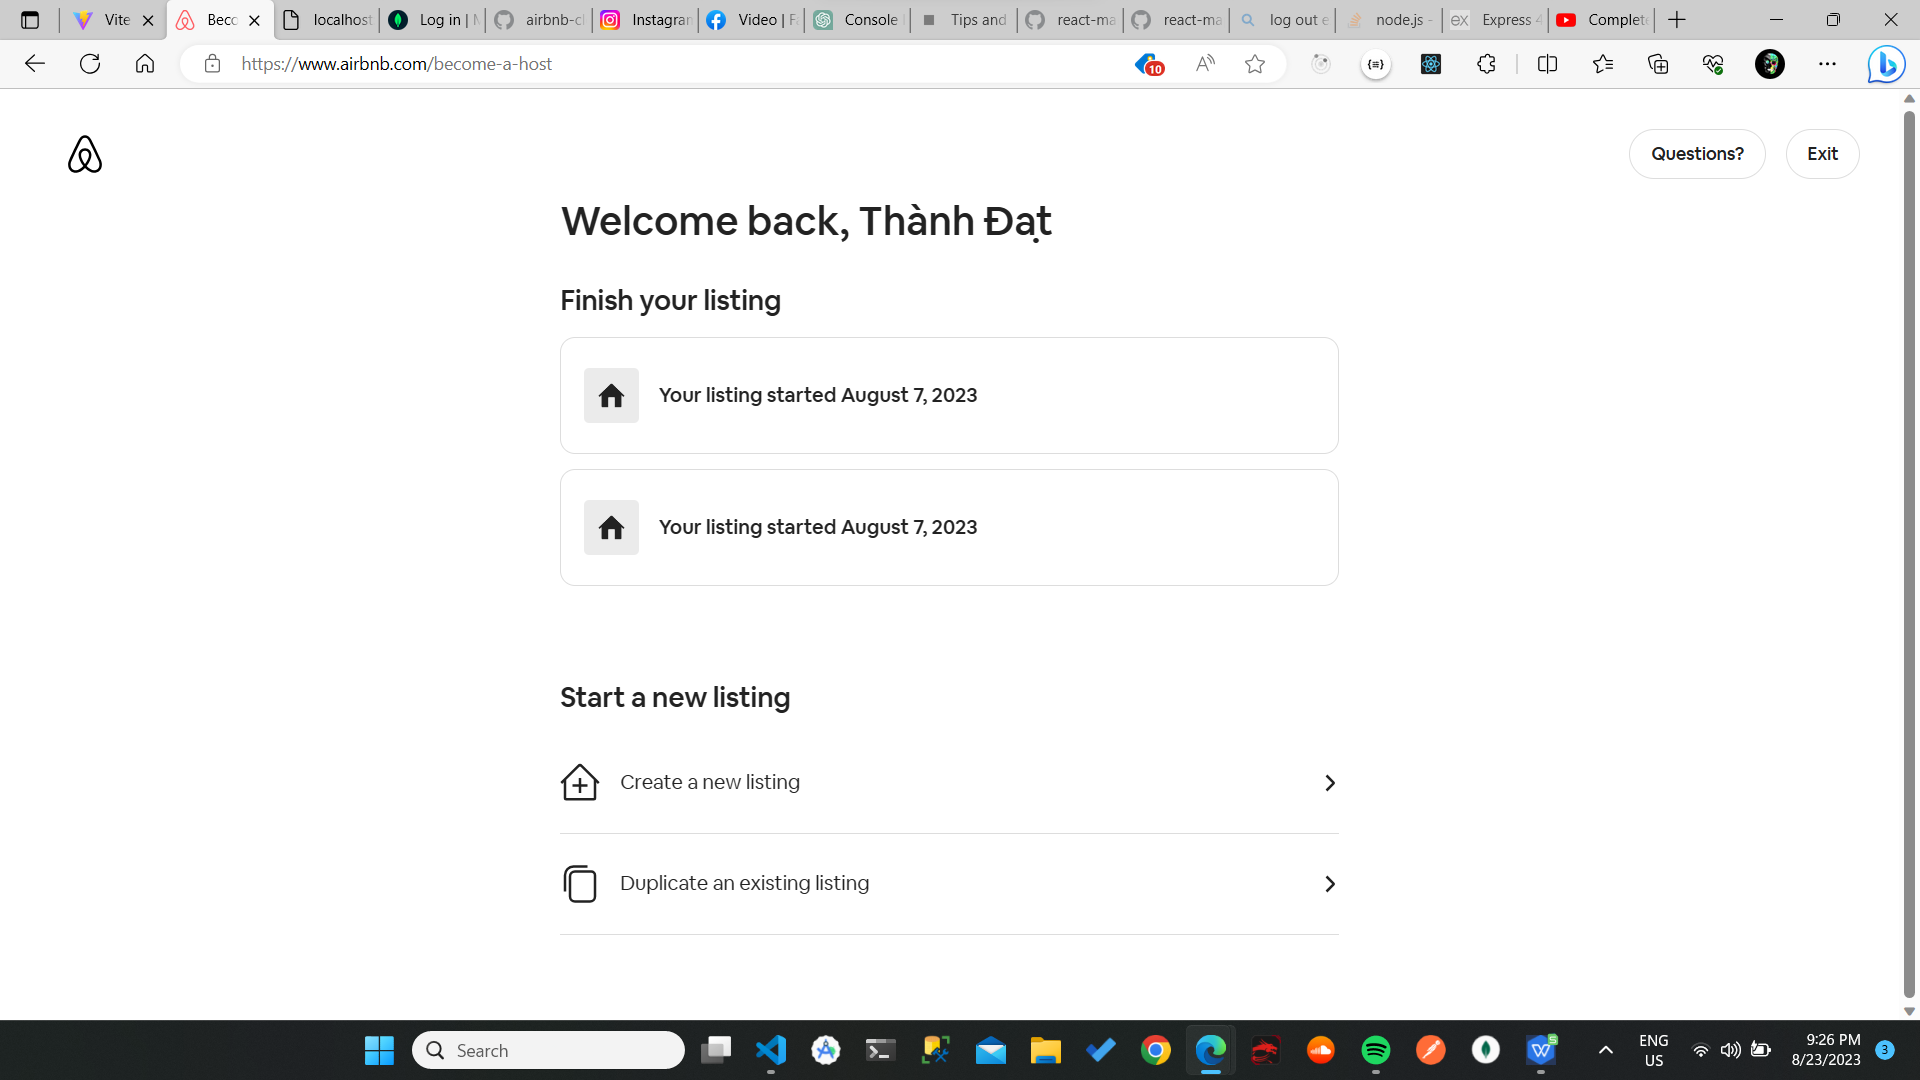 Vite
Beco
localhost
Log in | M
airbnb-cl
Instagram
Video | Fa
Console
Tips and
react-ma
react-ma
log out e
node.js -
Express 4
Complete
https://www.airbnb.com/become-a-host
10
Questions?
Exit
Welcome back, Thành Đạt
Finish your listing
Your listing started August 7, 2023
Your listing started August 7, 2023
Start a new listing
Create a new listing
Duplicate an existing listing
Search
ENG
US
9:26 PM
8/23/2023
3